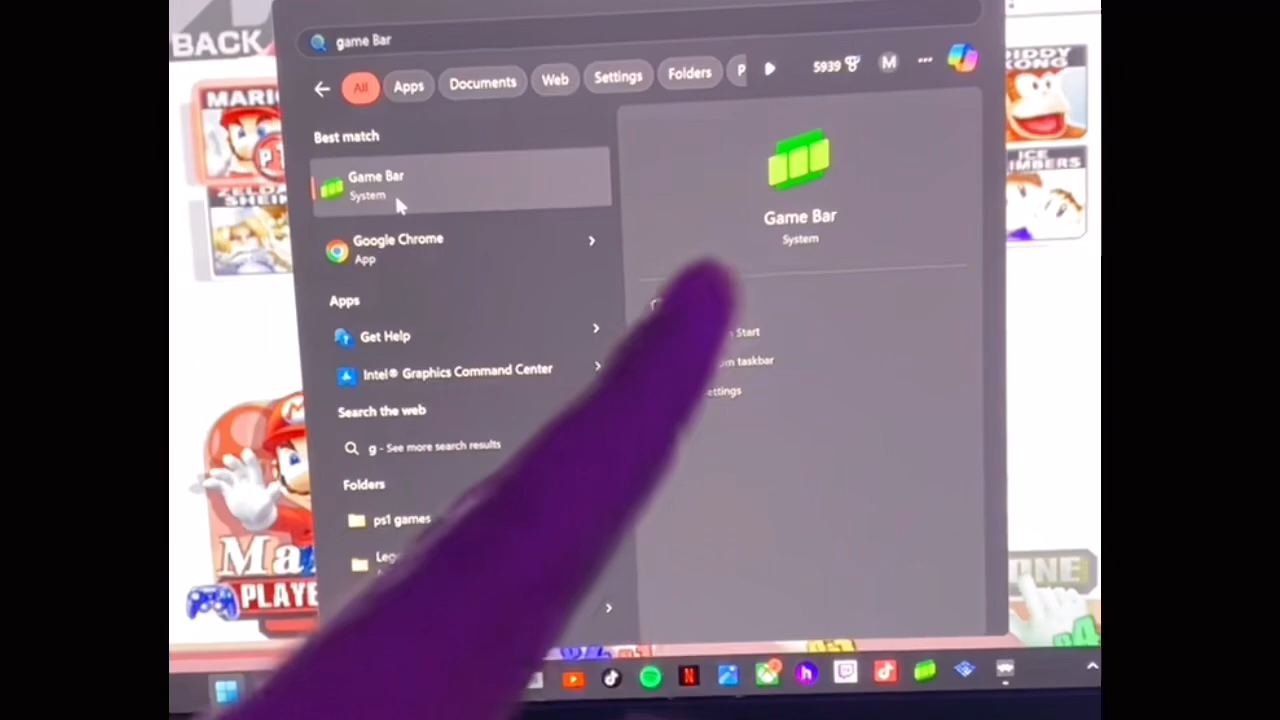 BACK
game Bar
All
Apps
Documents
Web
Settings
Folders
P
5939
M
Best match
Game Bar
System
Google Chrome
App
Apps
Get Help
Intel® Graphics Command Center
Search the web
g - See more search results
Folders
ps1 games
Game Bar
System
Start
taskbar
MARIO
P1
ZELDA
SHEIK
DIDDY
KONG
ICE
CLIMBERS
PLAYE